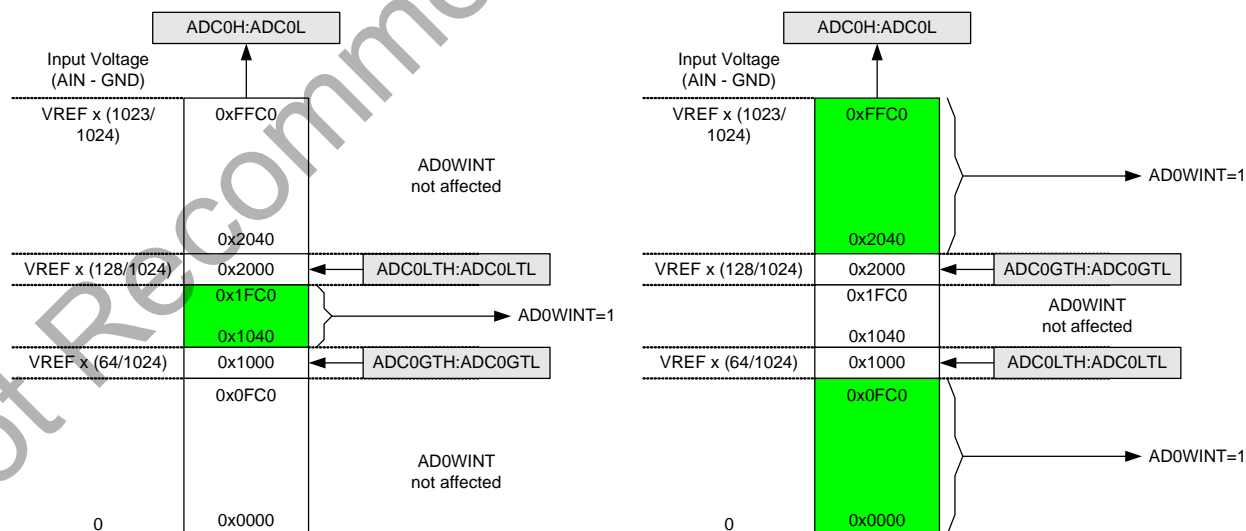 ADC0H:ADC0L
Input Voltage
(AIN - GND)
VREF x (1023/
1024)
0xFFC0
AD0WINT
not affected
0x2040
VREF x (128/1024)
0x2000
ADC0LTH:ADC0LTL
0x1FC0
AD0WINT=1
0x1040
VREF x (64/1024)
0x1000
ADC0GTH:ADC0GTL
0x0FC0
AD0WINT
not affected
0
0x0000
ADC0H:ADC0L
Input Voltage
(AIN - GND)
VREF x (1023/
1024)
0xFFC0
AD0WINT=1
0x2040
VREF x (128/1024)
0x2000
ADC0GTH:ADC0GTL
0x1FC0
AD0WINT
not affected
0x1040
VREF x (64/1024)
0x1000
ADC0LTH:ADC0LTL
0x0FC0
AD0WINT=1
0
0x0000